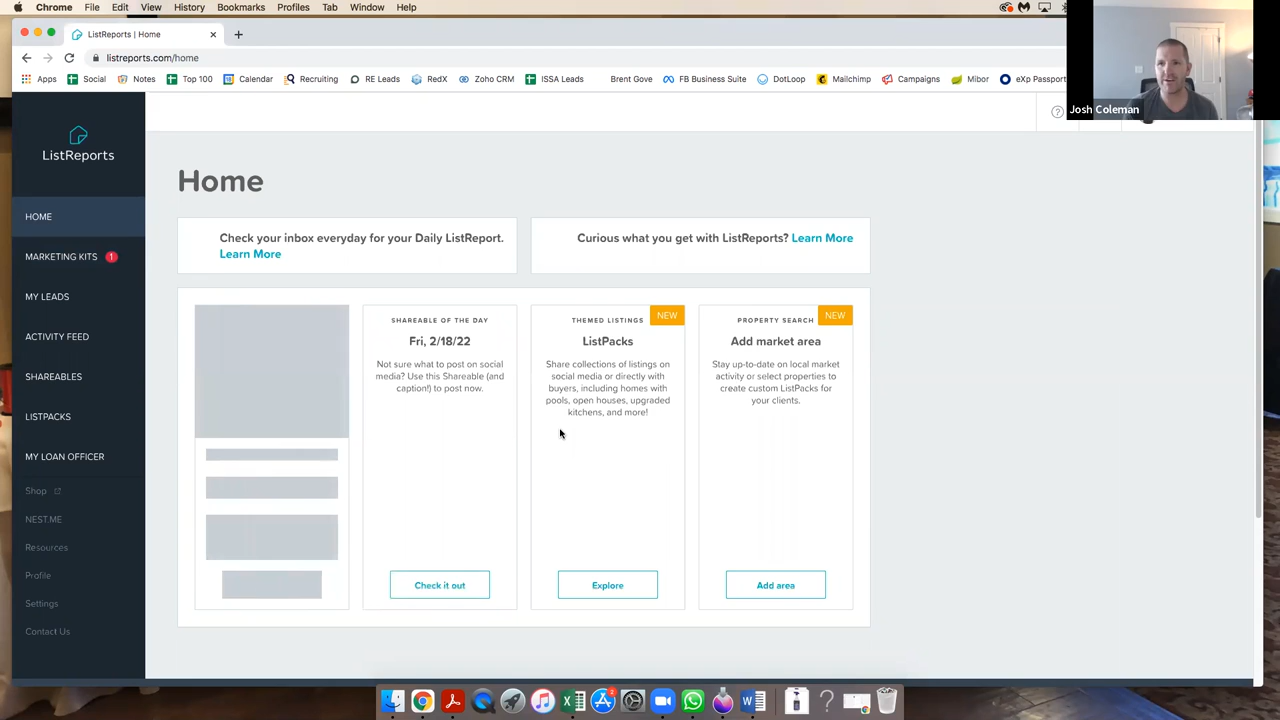 Chrome File Edit View History Bookmarks Profiles Tab Window Help
ListReports | Home
listreports.com/home
Apps Social Notes Top 100 Calendar Recruiting RE Leads RedX Zoho CRM ISSA Leads Brent Gove FB Business Suite DotLoop Mailchimp Campaigns Mibor eXp Passport
Josh Coleman
ListReports
HOME
MARKETING KITS 1
MY LEADS
ACTIVITY FEED
SHAREABLES
LISTPACKS
MY LOAN OFFICER
Shop
NEST.ME
Resources
Profile
Settings
Contact Us
Home
Check your inbox everyday for your Daily ListReport.
Learn More
Curious what you get with ListReports? Learn More
SHAREABLE OF THE DAY
Fri, 2/18/22
Not sure what to post on social
media? Use this Shareable (and
caption!) to post now.
Check it out
THEMED LISTINGS NEW
ListPacks
Share collections of listings on
social media or directly with
buyers, including homes with
pools, open houses, upgraded
kitchens, and more!
Explore
PROPERTY SEARCH NEW
Add market area
Stay up-to-date on local market
activity or select properties to
create custom ListPacks for
your clients.
Add area